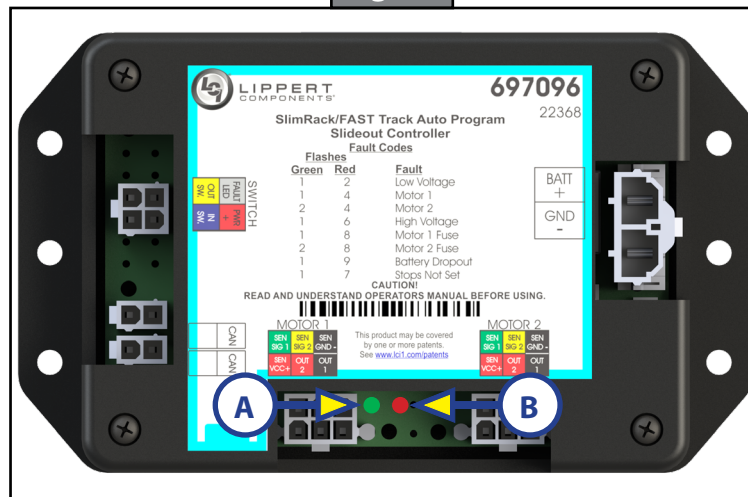 LCI LIPPERT COMPONENTS
697096
22368
SlimRack/FAST Track Auto Program
Slideout Controller
Fault Codes
Flashes
Green Red Fault
1 2 Low Voltage
1 4 Motor 1
2 4 Motor 2
1 6 High Voltage
1 8 Motor 1 Fuse
2 8 Motor 2 Fuse
1 9 Battery Dropout
1 7 Stops Not Set
CAUTION!
READ AND UNDERSTAND OPERATORS MANUAL BEFORE USING.
SWITCH
FAULT LED
PWR +
OUT SW.
IN SW.
BATT
+
GND
-
CAN
CAN
MOTOR 1
SEN SIG 1 SEN SIG 2 SEN GND -
SEN VCC+ OUT 2 OUT 1
This product may be covered
by one or more patents.
See www.lci1.com/patents
MOTOR 2
SEN SIG 1 SEN SIG 2 SEN GND -
SEN VCC+ OUT 2 OUT 1
A
B